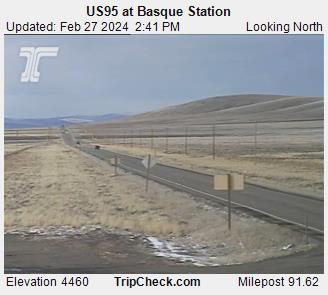 US95 at Basque Station
Updated: Feb 27 2024 2:41 PM Looking North
Elevation 4460 TripCheck.com Milepost 91.62